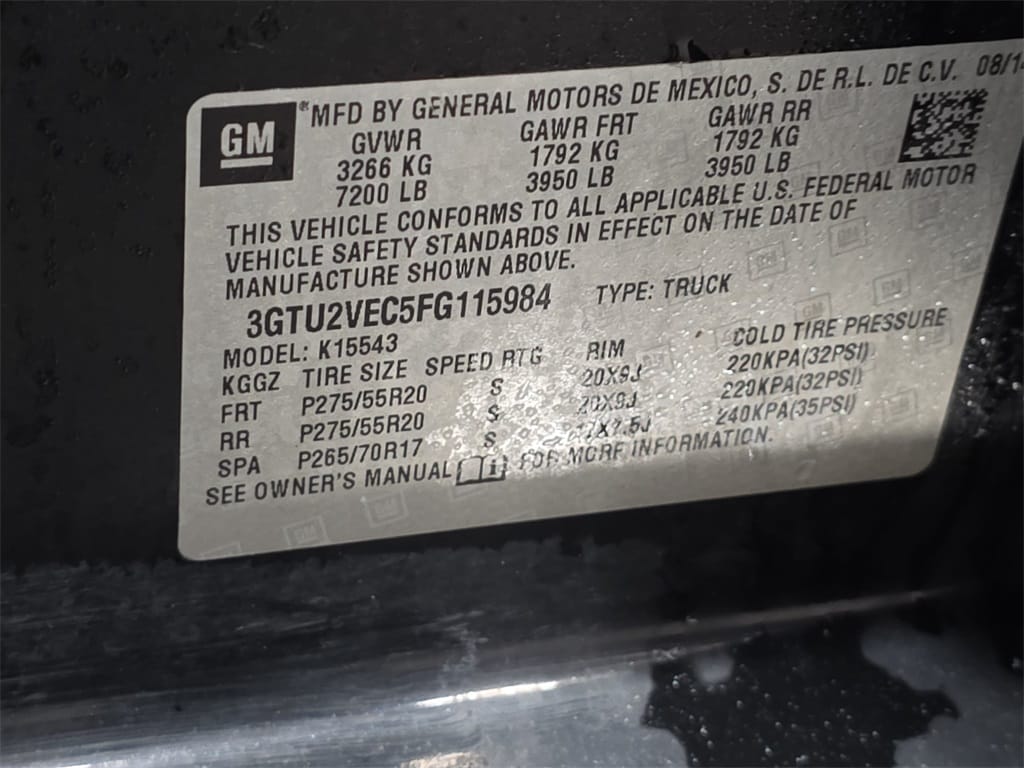 GM
®MFD BY GENERAL MOTORS DE MEXICO, S. DE R.L. DE C.V. 08/14
GVWR GAWR FRT GAWR RR
3266 KG 1792 KG 1792 KG
7200 LB 3950 LB 3950 LB
THIS VEHICLE CONFORMS TO ALL APPLICABLE U.S. FEDERAL MOTOR
VEHICLE SAFETY STANDARDS IN EFFECT ON THE DATE OF
MANUFACTURE SHOWN ABOVE.
3GTU2VEC5FG115984 TYPE: TRUCK
MODEL: K15543
KGGZ TIRE SIZE SPEED RTG RIM COLD TIRE PRESSURE
FRT P275/55R20 S 20X9J 220KPA(32PSI)
RR P275/55R20 S 20X9J 220KPA(32PSI)
SPA P265/70R17 S 17X7.5J 240KPA(35PSI)
SEE OWNER'S MANUAL FOR MORE INFORMATION.